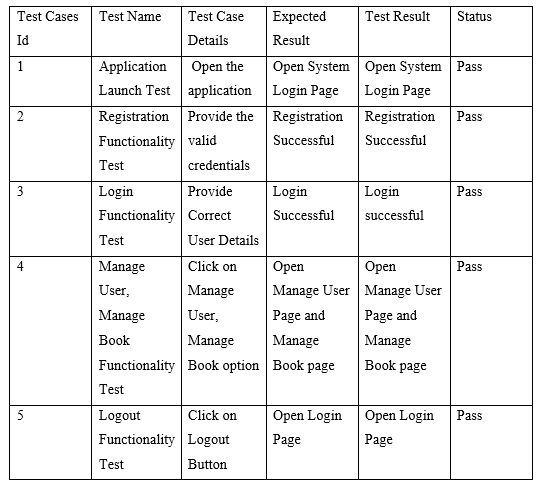 Test Cases Id | Test Name | Test Case Details | Expected Result | Test Result | Status
1 | Application Launch Test | Open the application | Open System Login Page | Open System Login Page | Pass
2 | Registration Functionality Test | Provide the valid credentials | Registration Successful | Registration Successful | Pass
3 | Login Functionality Test | Provide Correct User Details | Login Successful | Login successful | Pass
4 | Manage User, Manage Book Functionality Test | Click on Manage User, Manage Book option | Open Manage User Page and Manage Book page | Open Manage User Page and Manage Book page | Pass
5 | Logout Functionality Test | Click on Logout Button | Open Login Page | Open Login Page | Pass